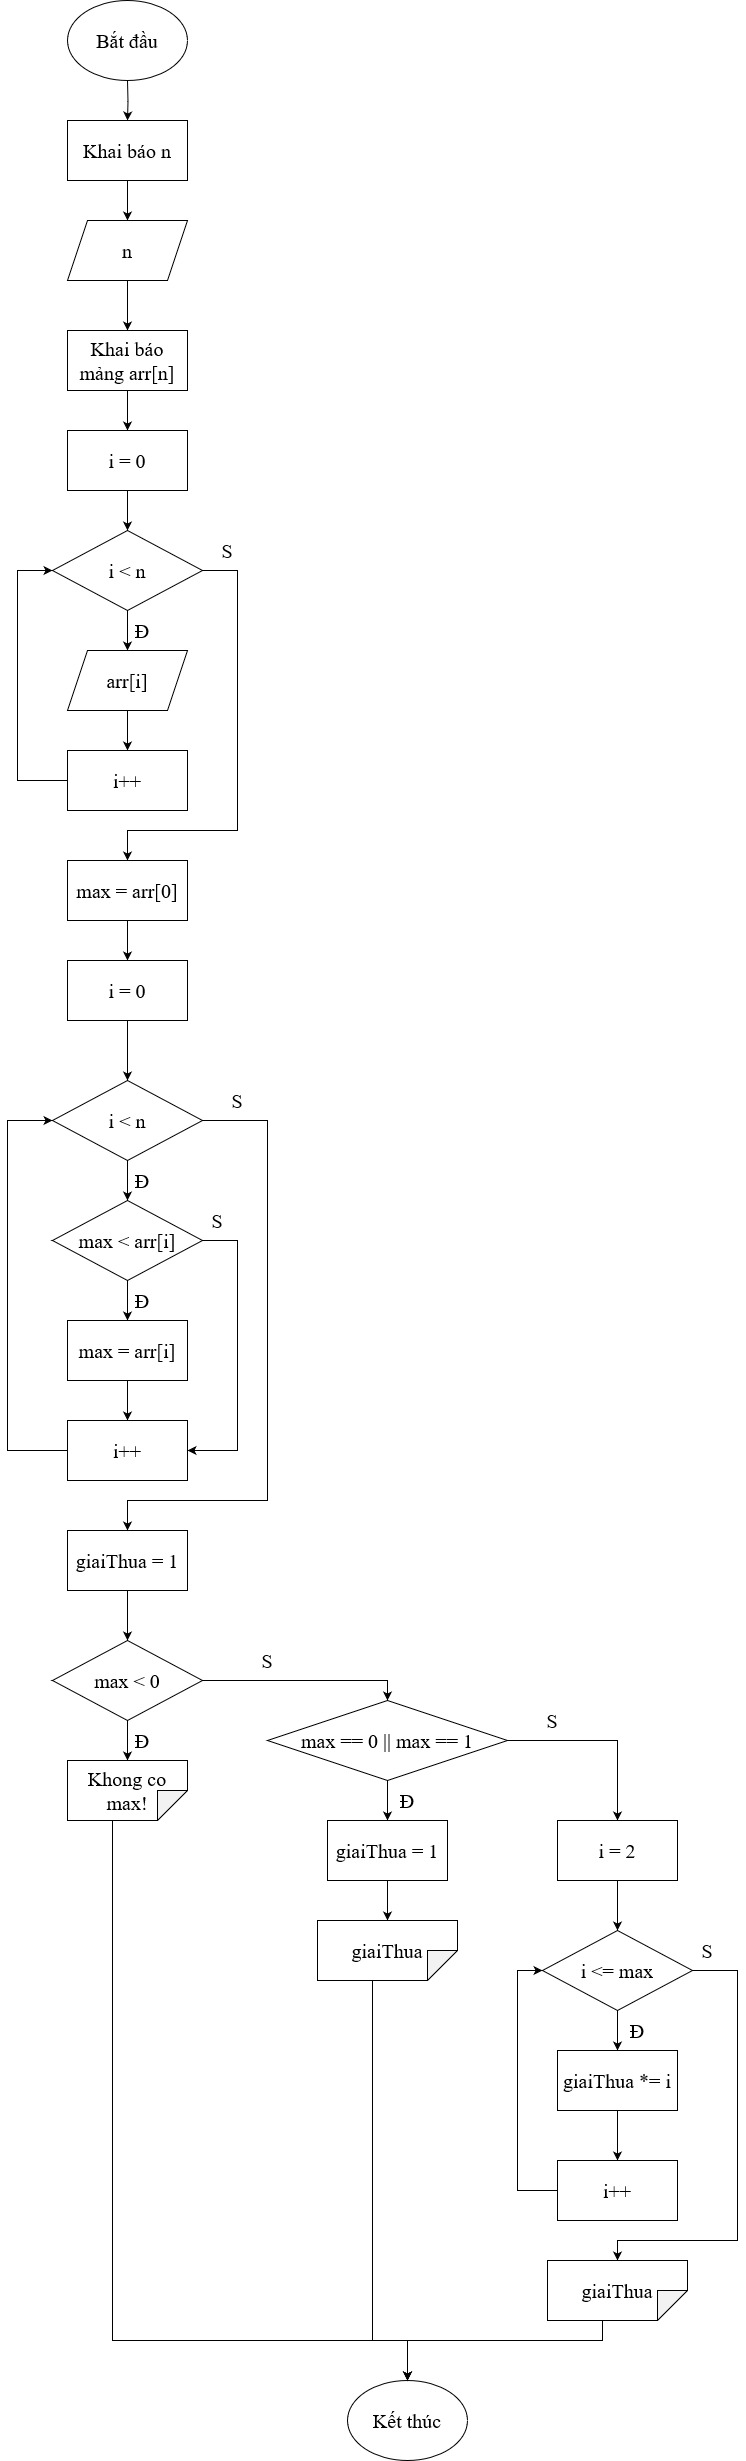 Bắt đầu
Khai báo n
n
Khai báo
mảng arr[n]
i = 0
i < n
S
Đ
arr[i]
i++
max = arr[0]
i = 0
i < n
S
Đ
max < arr[i]
S
Đ
max = arr[i]
i++
giaiThua = 1
max < 0
S
Đ
Khong co
max!
max == 0 || max == 1
S
Đ
giaiThua = 1
giaiThua
i = 2
i <= max
S
Đ
giaiThua *= i
i++
giaiThua
Kết thúc